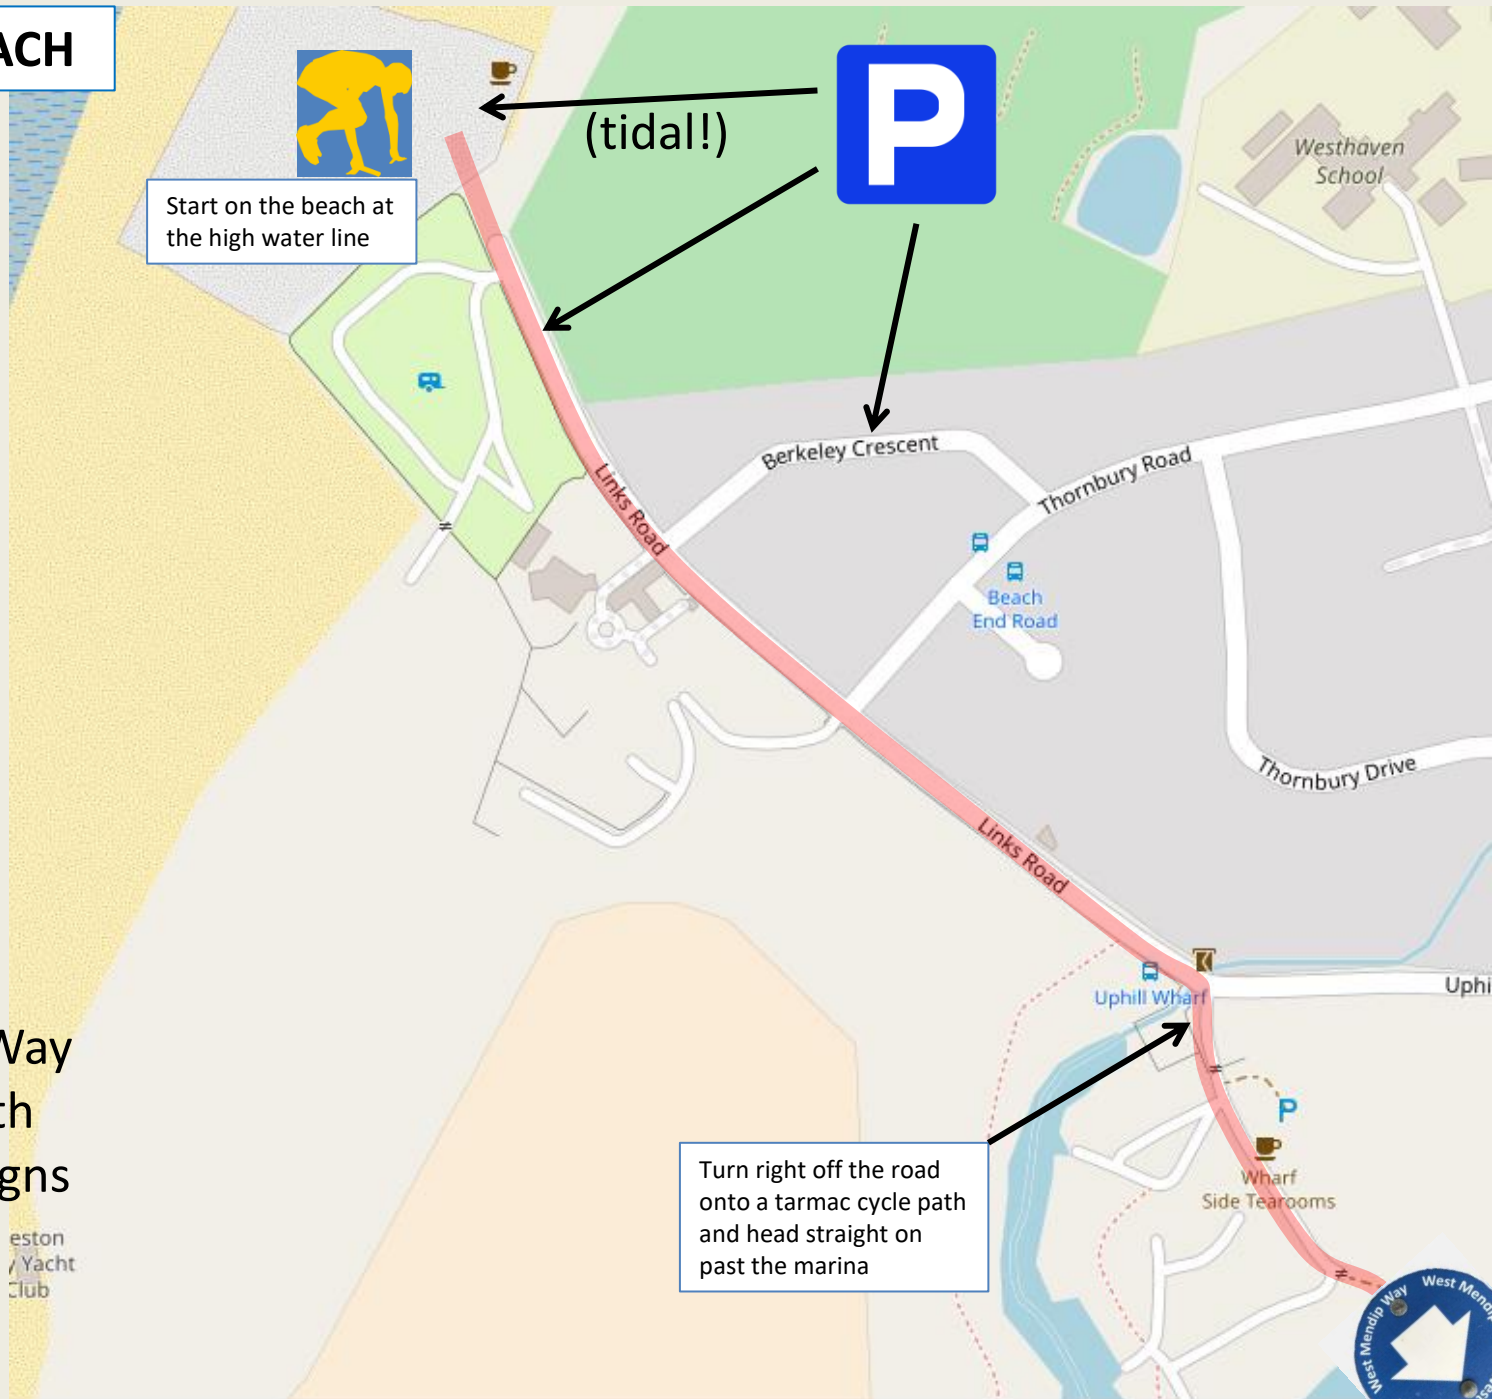 ACH
P
(tidal!)
Start on the beach at
the high water line
Westhaven
School
Berkeley Crescent
Thornbury Road
Links Road
Beach
End Road
Thornbury Drive
Links Road
Uphill Wharf
Uphi
Way
th
gns
eston
y Yacht
Club
P
Turn right off the road
onto a tarmac cycle path
and head straight on
past the marina
Wharf
Side Tearooms
West Mendip Way
West Mendip